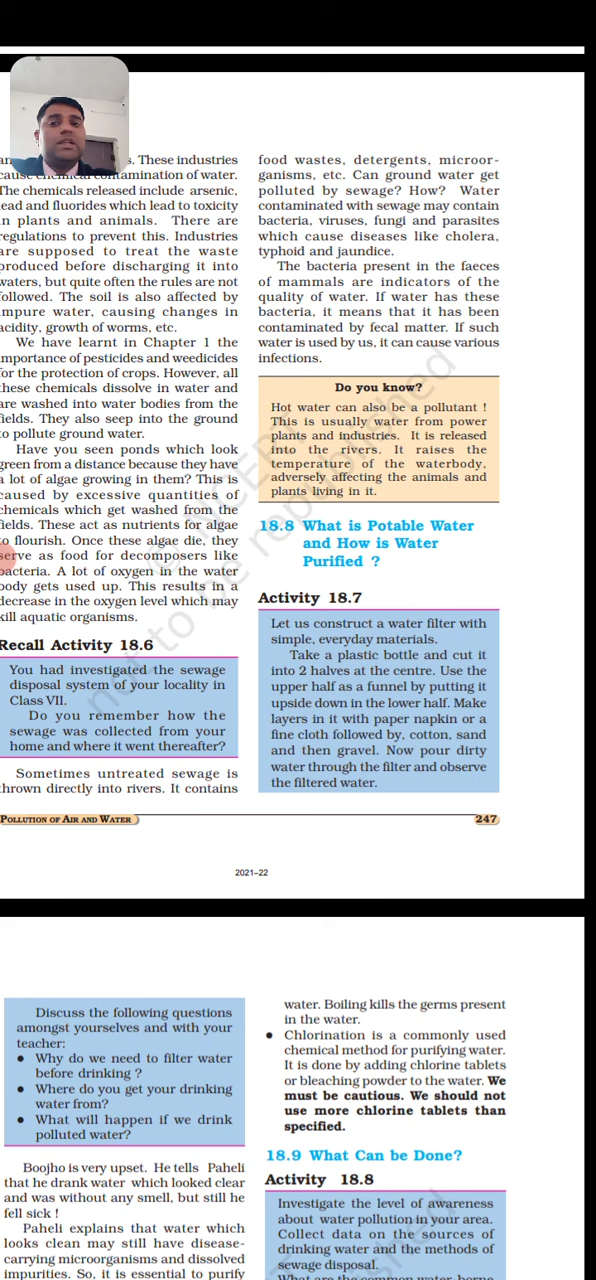 s. These industries
cause chemical contamination of water.
The chemicals released include arsenic,
ead and fluorides which lead to toxicity
n plants and animals. There are
regulations to prevent this. Industries
are supposed to treat the waste
produced before discharging it into
waters, but quite often the rules are not
followed. The soil is also affected by
mpure water, causing changes in
acidity, growth of worms, etc.
We have learnt in Chapter 1 the
mportance of pesticides and weedicides
for the protection of crops. However, all
these chemicals dissolve in water and
are washed into water bodies from the
fields. They also seep into the ground
to pollute ground water.
Have you seen ponds which look
green from a distance because they have
a lot of algae growing in them? This is
caused by excessive quantities of
chemicals which get washed from the
fields. These act as nutrients for algae
to flourish. Once these algae die, they
serve as food for decomposers like
bacteria. A lot of oxygen in the water
body gets used up. This results in a
decrease in the oxygen level which may
kill aquatic organisms.
Recall Activity 18.6
You had investigated the sewage
disposal system of your locality in
Class VII.
Do you remember how the
sewage was collected from your
home and where it went thereafter?
Sometimes untreated sewage is
thrown directly into rivers. It contains
food wastes, detergents, microor-
ganisms, etc. Can ground water get
polluted by sewage? How? Water
contaminated with sewage may contain
bacteria, viruses, fungi and parasites
which cause diseases like cholera,
typhoid and jaundice.
The bacteria present in the faeces
of mammals are indicators of the
quality of water. If water has these
bacteria, it means that it has been
contaminated by fecal matter. If such
water is used by us, it can cause various
infections.
Do you know?
Hot water can also be a pollutant !
This is usually water from power
plants and industries. It is released
into the rivers. It raises the
temperature of the waterbody,
adversely affecting the animals and
plants living in it.
18.8 What is Potable Water
and How is Water
Purified ?
Activity 18.7
Let us construct a water filter with
simple, everyday materials.
Take a plastic bottle and cut it
into 2 halves at the centre. Use the
upper half as a funnel by putting it
upside down in the lower half. Make
layers in it with paper napkin or a
fine cloth followed by, cotton, sand
and then gravel. Now pour dirty
water through the filter and observe
the filtered water.
© NCERT
not to be republished
POLLUTION OF AIR AND WATER
247
2021–22
Discuss the following questions
amongst yourselves and with your
teacher:
• Why do we need to filter water
before drinking ?
• Where do you get your drinking
water from?
• What will happen if we drink
polluted water?
Boojho is very upset. He tells Paheli
that he drank water which looked clear
and was without any smell, but still he
fell sick !
Paheli explains that water which
looks clean may still have disease-
carrying microorganisms and dissolved
impurities. So, it is essential to purify
water. Boiling kills the germs present
in the water.
• Chlorination is a commonly used
chemical method for purifying water.
It is done by adding chlorine tablets
or bleaching powder to the water. We
must be cautious. We should not
use more chlorine tablets than
specified.
18.9 What Can be Done?
Activity 18.8
Investigate the level of awareness
about water pollution in your area.
Collect data on the sources of
drinking water and the methods of
sewage disposal.
What are the common water-borne